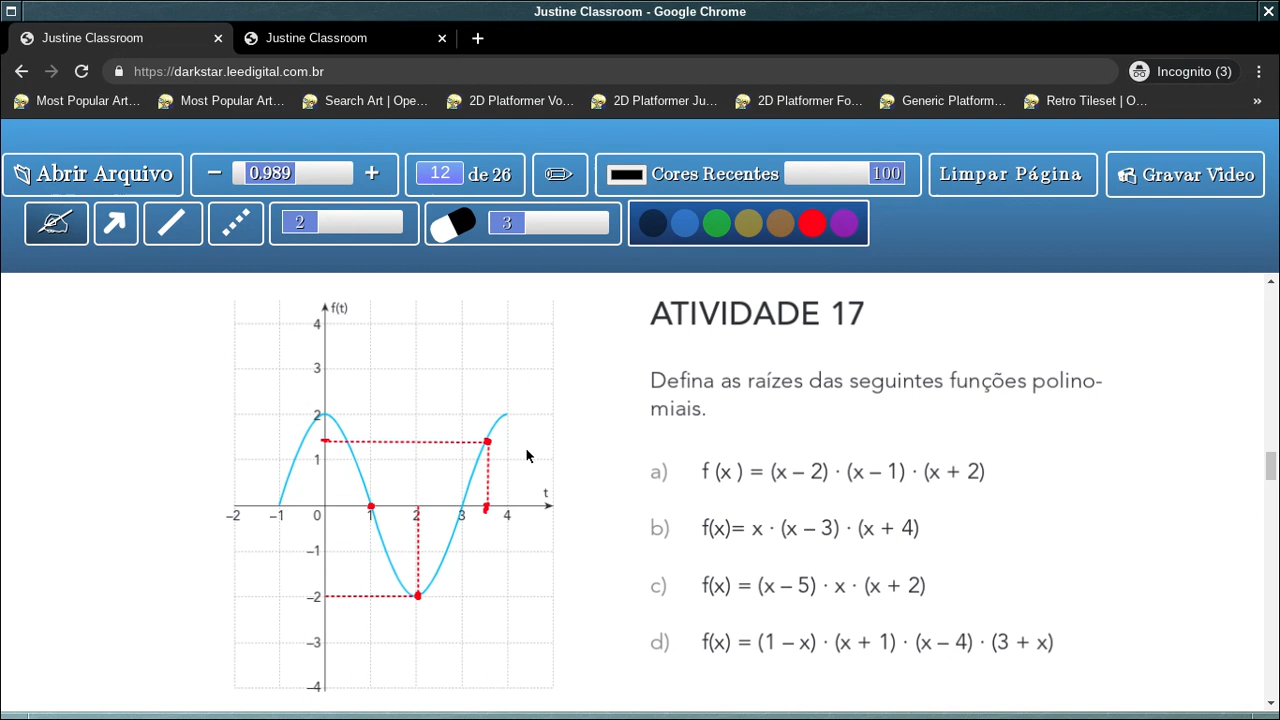 Justine Classroom - Google Chrome
Justine Classroom
Justine Classroom
https://darkstar.leedigital.com.br
Incognito (3)
Most Popular Art…
Most Popular Art…
Search Art | Ope…
2D Platformer Vo…
2D Platformer Ju…
2D Platformer Fo…
Generic Platform…
Retro Tileset | O…
»
Abrir Arquivo
− 0.989 +
12 de 26
Cores Recentes 100
Limpar Página
Gravar Video
2
3
f(t)
4
3
2
1
t
−2 −1 0 1 2 3 4
−1
−2
−3
−4
ATIVIDADE 17
Defina as raízes das seguintes funções polino-
miais.
a) f (x ) = (x – 2) · (x – 1) · (x + 2)
b) f(x)= x · (x – 3) · (x + 4)
c) f(x) = (x – 5) · x · (x + 2)
d) f(x) = (1 – x) · (x + 1) · (x – 4) · (3 + x)